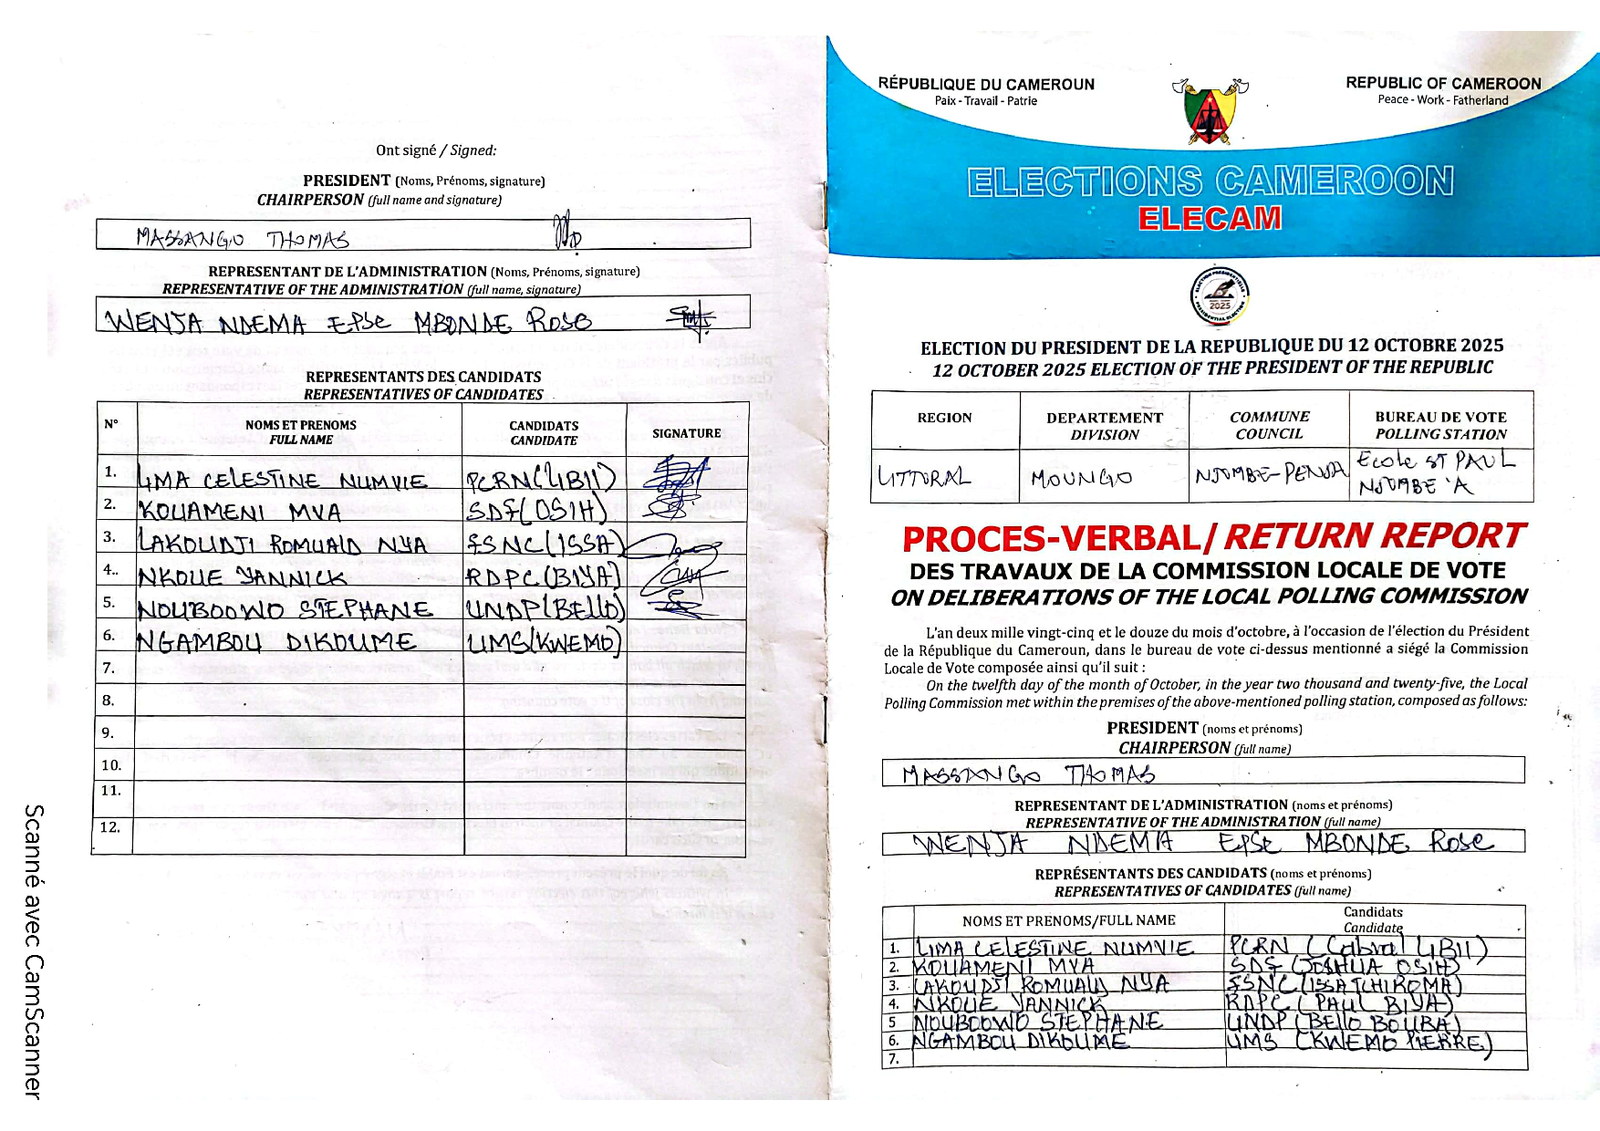 Ont signé / Signed:
PRESIDENT (Noms, Prénoms, signature)
CHAIRPERSON (full name and signature)
MASSANGO THOMAS
REPRESENTANT DE L'ADMINISTRATION (Noms, Prénoms, signature)
REPRESENTATIVE OF THE ADMINISTRATION (full name, signature)
WENJA NDEMA EPSE MBONDE Rose
REPRESENTANTS DES CANDIDATS
REPRESENTATIVES OF CANDIDATES
N° NOMS ET PRENOMS FULL NAME CANDIDATS CANDIDATE SIGNATURE
1. LIMA CELESTINE NUMVIE PCRN(LIBII)
2. KOUAMENI MVA SDF(OSIH)
3. LAKOUDJI ROMUALD NYA FSNC(ISSA)
4.. NKOUE YANNICK RDPC(BIYA)
5. NOUBOOWO STEPHANE UNDP(BELLO)
6. NGAMBOU DIKOUME UMS(KWEMO)
7.
8.
9.
10.
11.
12.
Scanné avec CamScanner
RÉPUBLIQUE DU CAMEROUN
Paix - Travail - Patrie
REPUBLIC OF CAMEROON
Peace - Work - Fatherland
ELECTIONS CAMEROON
ELECAM
2025
ELECTION DU PRESIDENT DE LA REPUBLIQUE DU 12 OCTOBRE 2025
12 OCTOBER 2025 ELECTION OF THE PRESIDENT OF THE REPUBLIC
REGION DEPARTEMENT DIVISION COMMUNE COUNCIL BUREAU DE VOTE POLLING STATION
LITTORAL MOUNGO NJOMBE-PENJA Ecole ST PAUL NJOMBE 'A
PROCES-VERBAL/ RETURN REPORT
DES TRAVAUX DE LA COMMISSION LOCALE DE VOTE
ON DELIBERATIONS OF THE LOCAL POLLING COMMISSION
L'an deux mille vingt-cinq et le douze du mois d'octobre, à l'occasion de l'élection du Président
de la République du Cameroun, dans le bureau de vote ci-dessus mentionné a siégé la Commission
Locale de Vote composée ainsi qu'il suit :
On the twelfth day of the month of October, in the year two thousand and twenty-five, the Local
Polling Commission met within the premises of the above-mentioned polling station, composed as follows:
PRESIDENT (noms et prénoms)
CHAIRPERSON (full name)
MASSANGO THOMAS
REPRESENTANT DE L'ADMINISTRATION (noms et prénoms)
REPRESENTATIVE OF THE ADMINISTRATION (full name)
WENJA NDEMA EPSE MBONDE Rose
REPRÉSENTANTS DES CANDIDATS (noms et prénoms)
REPRESENTATIVES OF CANDIDATES (full name)
NOMS ET PRENOMS/FULL NAME Candidats Candidate
1. LIMA CELESTINE NUMVIE PCRN (Cabral LIBII)
2. KOUAMENI MVA SDF (JOSHUA OSIH)
3. LAKOUDJI ROMUALD NYA FSNC(ISSA TCHIROMA)
4. NKOUE YANNICK RDPC (PAUL BIYA)
5 NOUBOOWO STEPHANE UNDP (BELLO BOUBA)
6. NGAMBOU DIKOUME UMS (KWEMO PIERRE)
7.